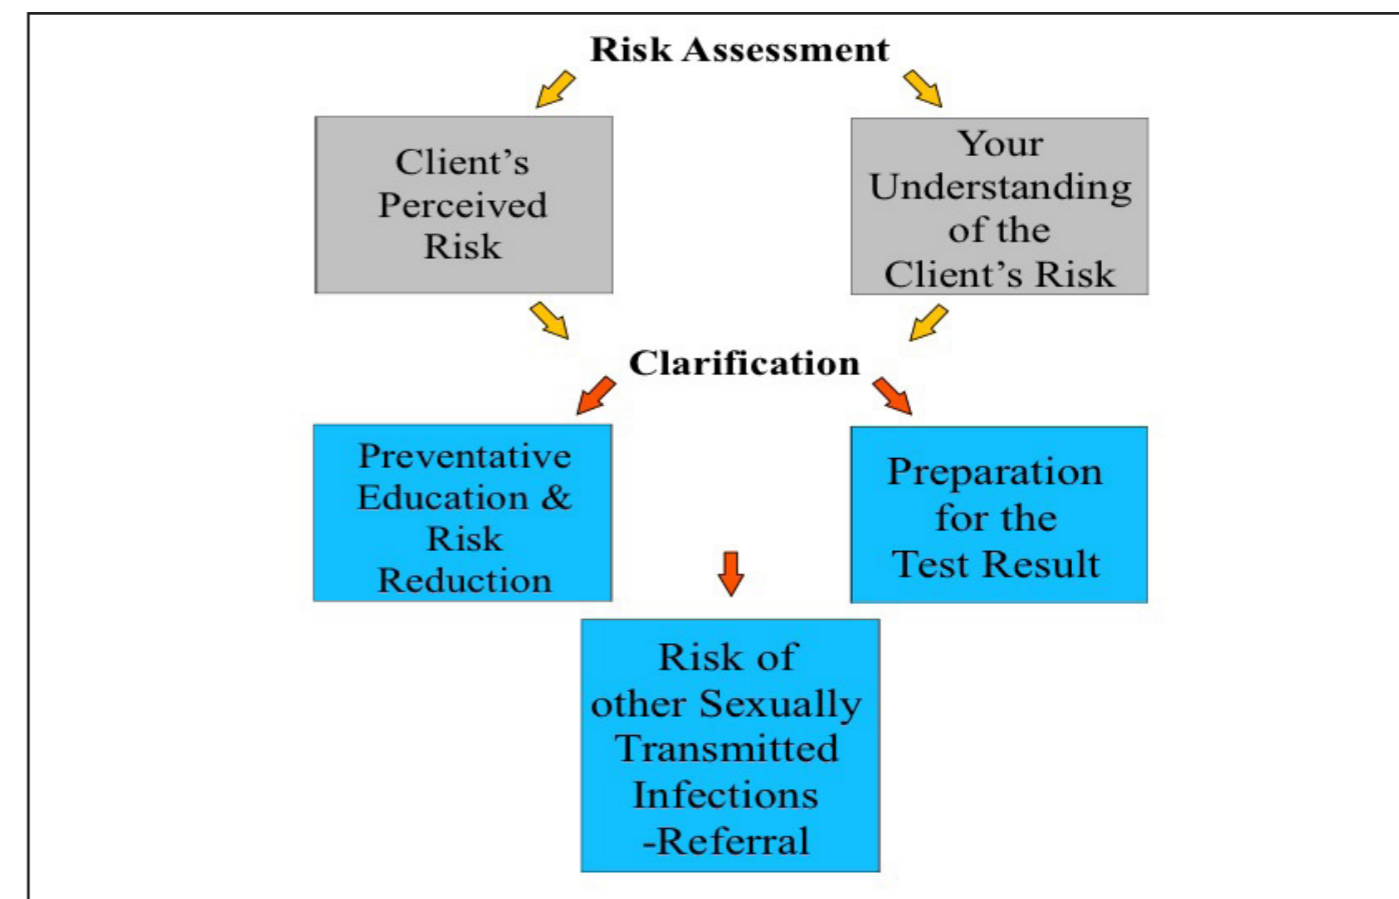 Risk Assessment
Client's
Perceived
Risk
Your
Understanding
of the
Client's Risk
Clarification
Preventative
Education &
Risk
Reduction
Preparation
for the
Test Result
Risk of
other Sexually
Transmitted
Infections
-Referral